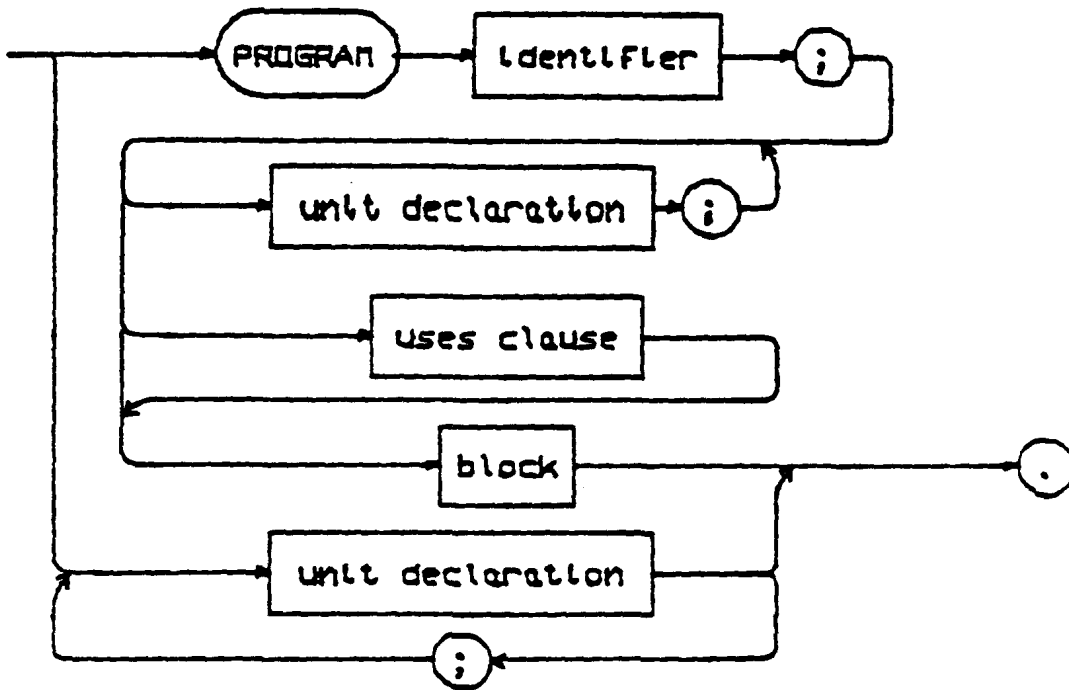 PROGRAM identifier ;
unit declaration ;
uses clause
block .
unit declaration
;